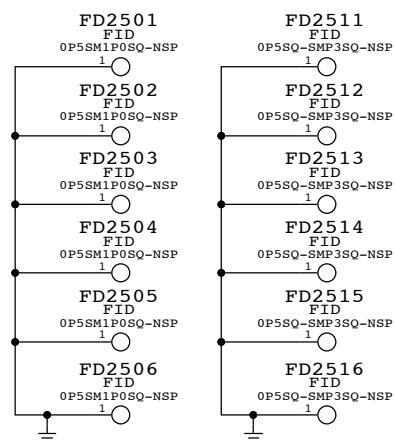 FD2501
FID
0P5SM1P0SQ-NSP
1
FD2502
FID
0P5SM1P0SQ-NSP
1
FD2503
FID
0P5SM1P0SQ-NSP
1
FD2504
FID
0P5SM1P0SQ-NSP
1
FD2505
FID
0P5SM1P0SQ-NSP
1
FD2506
FID
0P5SM1P0SQ-NSP
1
FD2511
FID
0P5SQ-SMP3SQ-NSP
1
FD2512
FID
0P5SQ-SMP3SQ-NSP
1
FD2513
FID
0P5SQ-SMP3SQ-NSP
1
FD2514
FID
0P5SQ-SMP3SQ-NSP
1
FD2515
FID
0P5SQ-SMP3SQ-NSP
1
FD2516
FID
0P5SQ-SMP3SQ-NSP
1